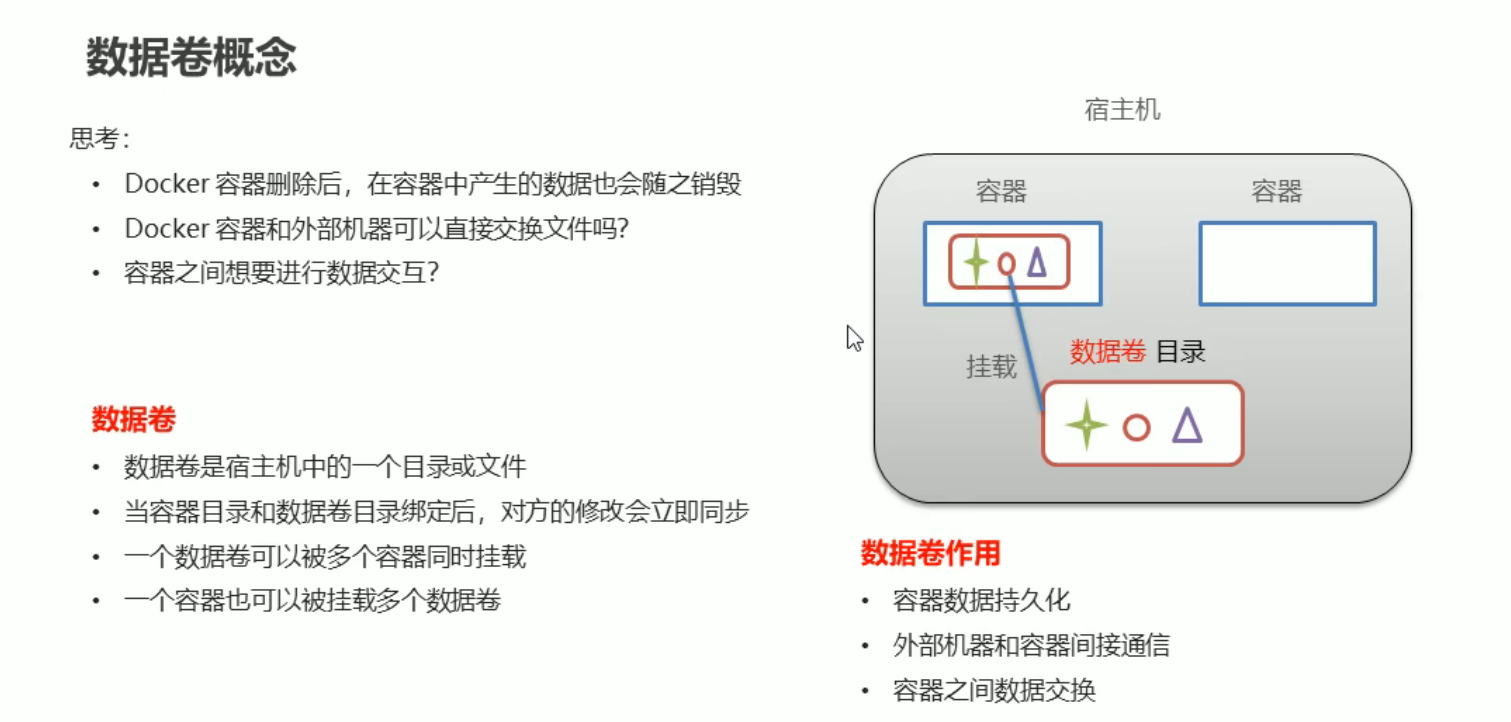 数据卷概念
思考：
• Docker 容器删除后，在容器中产生的数据也会随之销毁
• Docker 容器和外部机器可以直接交换文件吗？
• 容器之间想要进行数据交互？
数据卷
• 数据卷是宿主机中的一个目录或文件
• 当容器目录和数据卷目录绑定后，对方的修改会立即同步
• 一个数据卷可以被多个容器同时挂载
• 一个容器也可以被挂载多个数据卷
宿主机
容器
容器
挂载
数据卷 目录
数据卷作用
• 容器数据持久化
• 外部机器和容器间接通信
• 容器之间数据交换